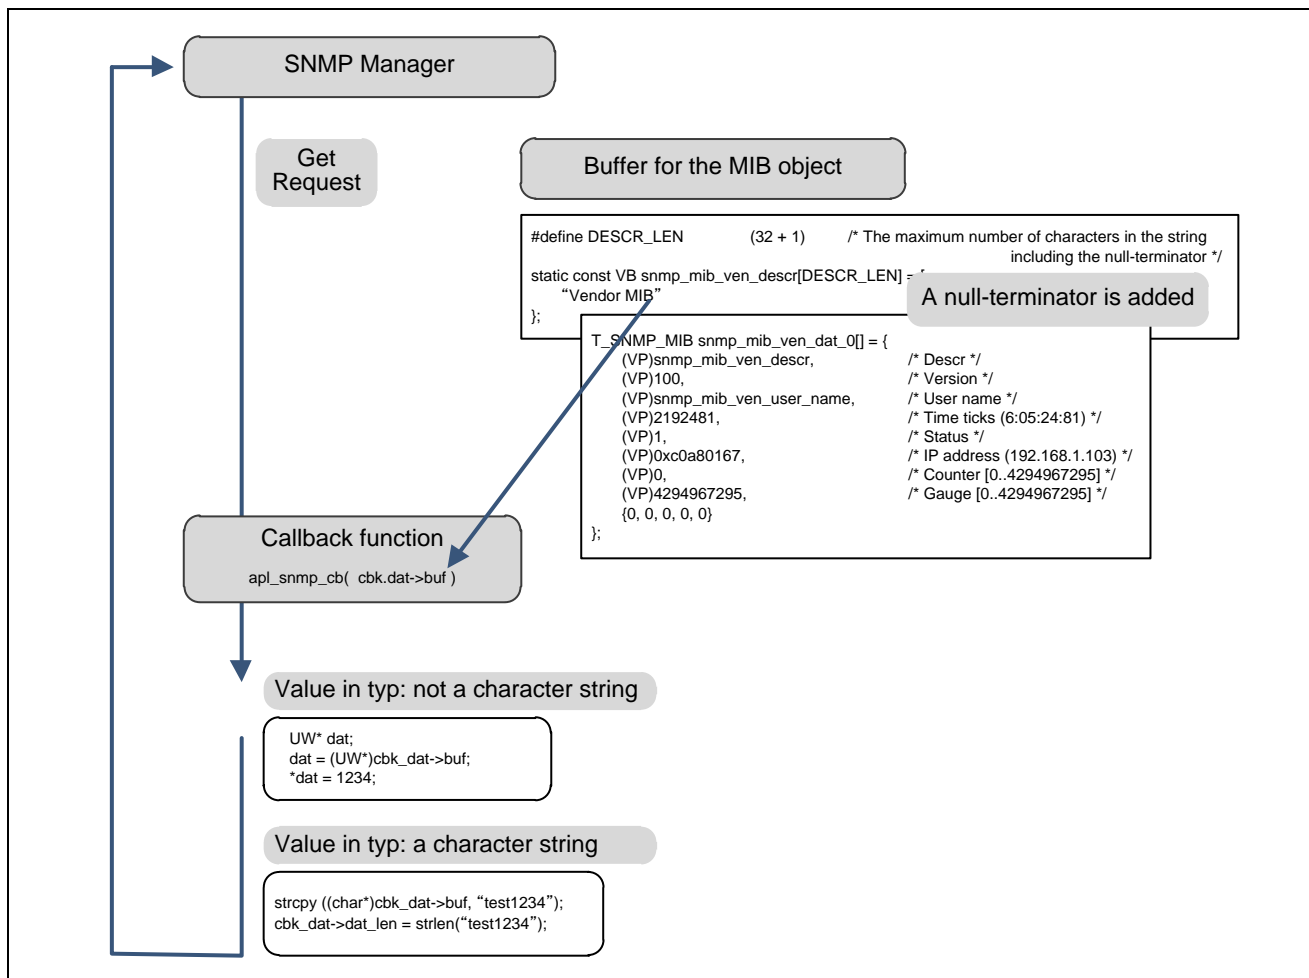 SNMP Manager
Get
Request
Buffer for the MIB object
#define DESCR_LEN (32 + 1) /* The maximum number of characters in the string
including the null-terminator */
static const VB snmp_mib_ven_descr[DESCR_LEN] =
“Vendor MIB”
};
A null-terminator is added
T_SNMP_MIB snmp_mib_ven_dat_0[] = {
(VP)snmp_mib_ven_descr, /* Descr */
(VP)100, /* Version */
(VP)snmp_mib_ven_user_name, /* User name */
(VP)2192481, /* Time ticks (6:05:24:81) */
(VP)1, /* Status */
(VP)0xc0a80167, /* IP address (192.168.1.103) */
(VP)0, /* Counter [0..4294967295] */
(VP)4294967295, /* Gauge [0..4294967295] */
{0, 0, 0, 0, 0}
};
Callback function
apl_snmp_cb( cbk.dat->buf )
Value in typ: not a character string
UW* dat;
dat = (UW*)cbk_dat->buf;
*dat = 1234;
Value in typ: a character string
strcpy ((char*)cbk_dat->buf, “test1234”);
cbk_dat->dat_len = strlen(“test1234”);